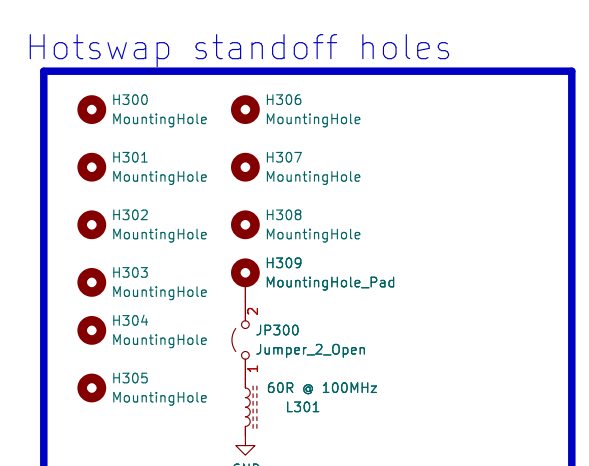 Hotswap standoff holes
H300
MountingHole
H301
MountingHole
H302
MountingHole
H303
MountingHole
H304
MountingHole
H305
MountingHole
H306
MountingHole
H307
MountingHole
H308
MountingHole
H309
MountingHole_Pad
2
JP300
Jumper_2_Open
1
60R @ 100MHz
L301